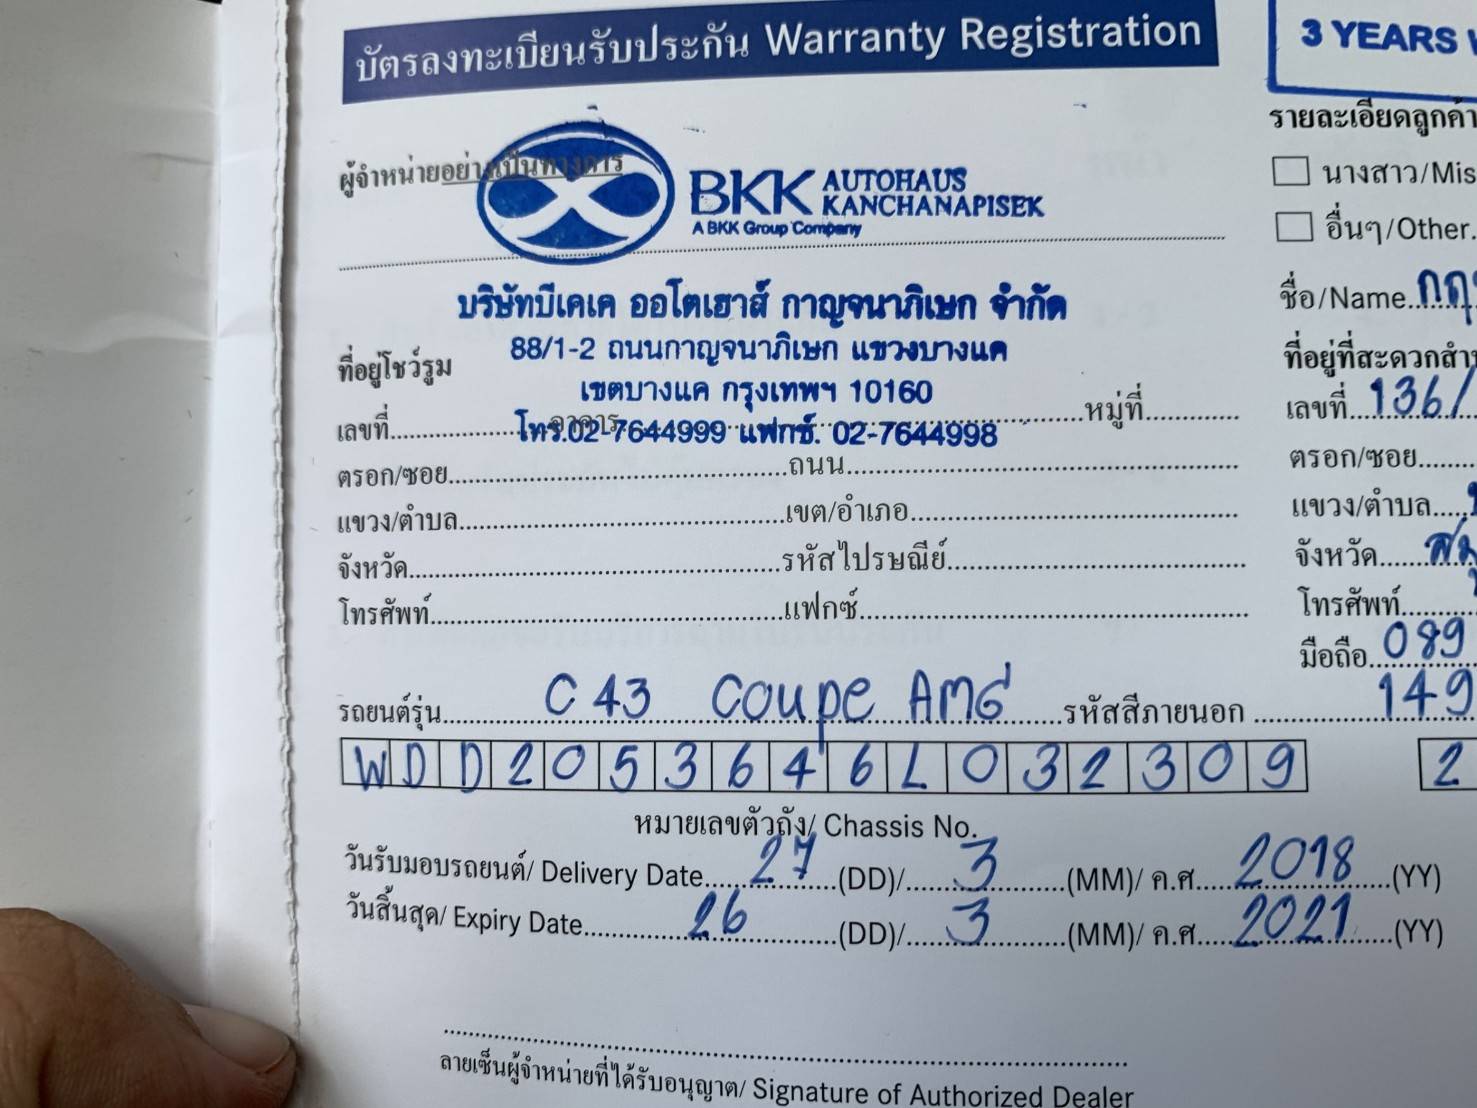 บัตรลงทะเบียนรับประกัน Warranty Registration
3 YEARS
ผู้จำหน่ายอย่างเป็นทางการ
BKK AUTOHAUS KANCHANAPISEK
A BKK Group Company
บริษัทบีเคเค ออโตเฮาส์ กาญจนาภิเษก จำกัด
88/1-2 ถนนกาญจนาภิเษก แขวงบางแค
เขตบางแค กรุงเทพฯ 10160
โทร.02-7644999 แฟกซ์. 02-7644998
ที่อยู่โชว์รูม
เลขที่ อาคาร หมู่ที่
ตรอก/ซอย ถนน
แขวง/ตำบล เขต/อำเภอ
จังหวัด รหัสไปรษณีย์
โทรศัพท์ แฟกซ์
รถยนต์รุ่น C 43 Coupe AMG รหัสสีภายนอก 149
WDD2053646L032309 2
หมายเลขตัวถัง/ Chassis No.
วันรับมอบรถยนต์/ Delivery Date 27 (DD)/ 3 (MM)/ ค.ศ. 2018 (YY)
วันสิ้นสุด/ Expiry Date 26 (DD)/ 3 (MM)/ ค.ศ. 2021 (YY)
ลายเซ็นผู้จำหน่ายที่ได้รับอนุญาต/ Signature of Authorized Dealer
รายละเอียดลูกค้า
นางสาว/Mis
อื่นๆ/Other.
ชื่อ/Name
ที่อยู่ที่สะดวก
เลขที่ 136/
ตรอก/ซอย
แขวง/ตำบล
จังหวัด
โทรศัพท์
มือถือ 089